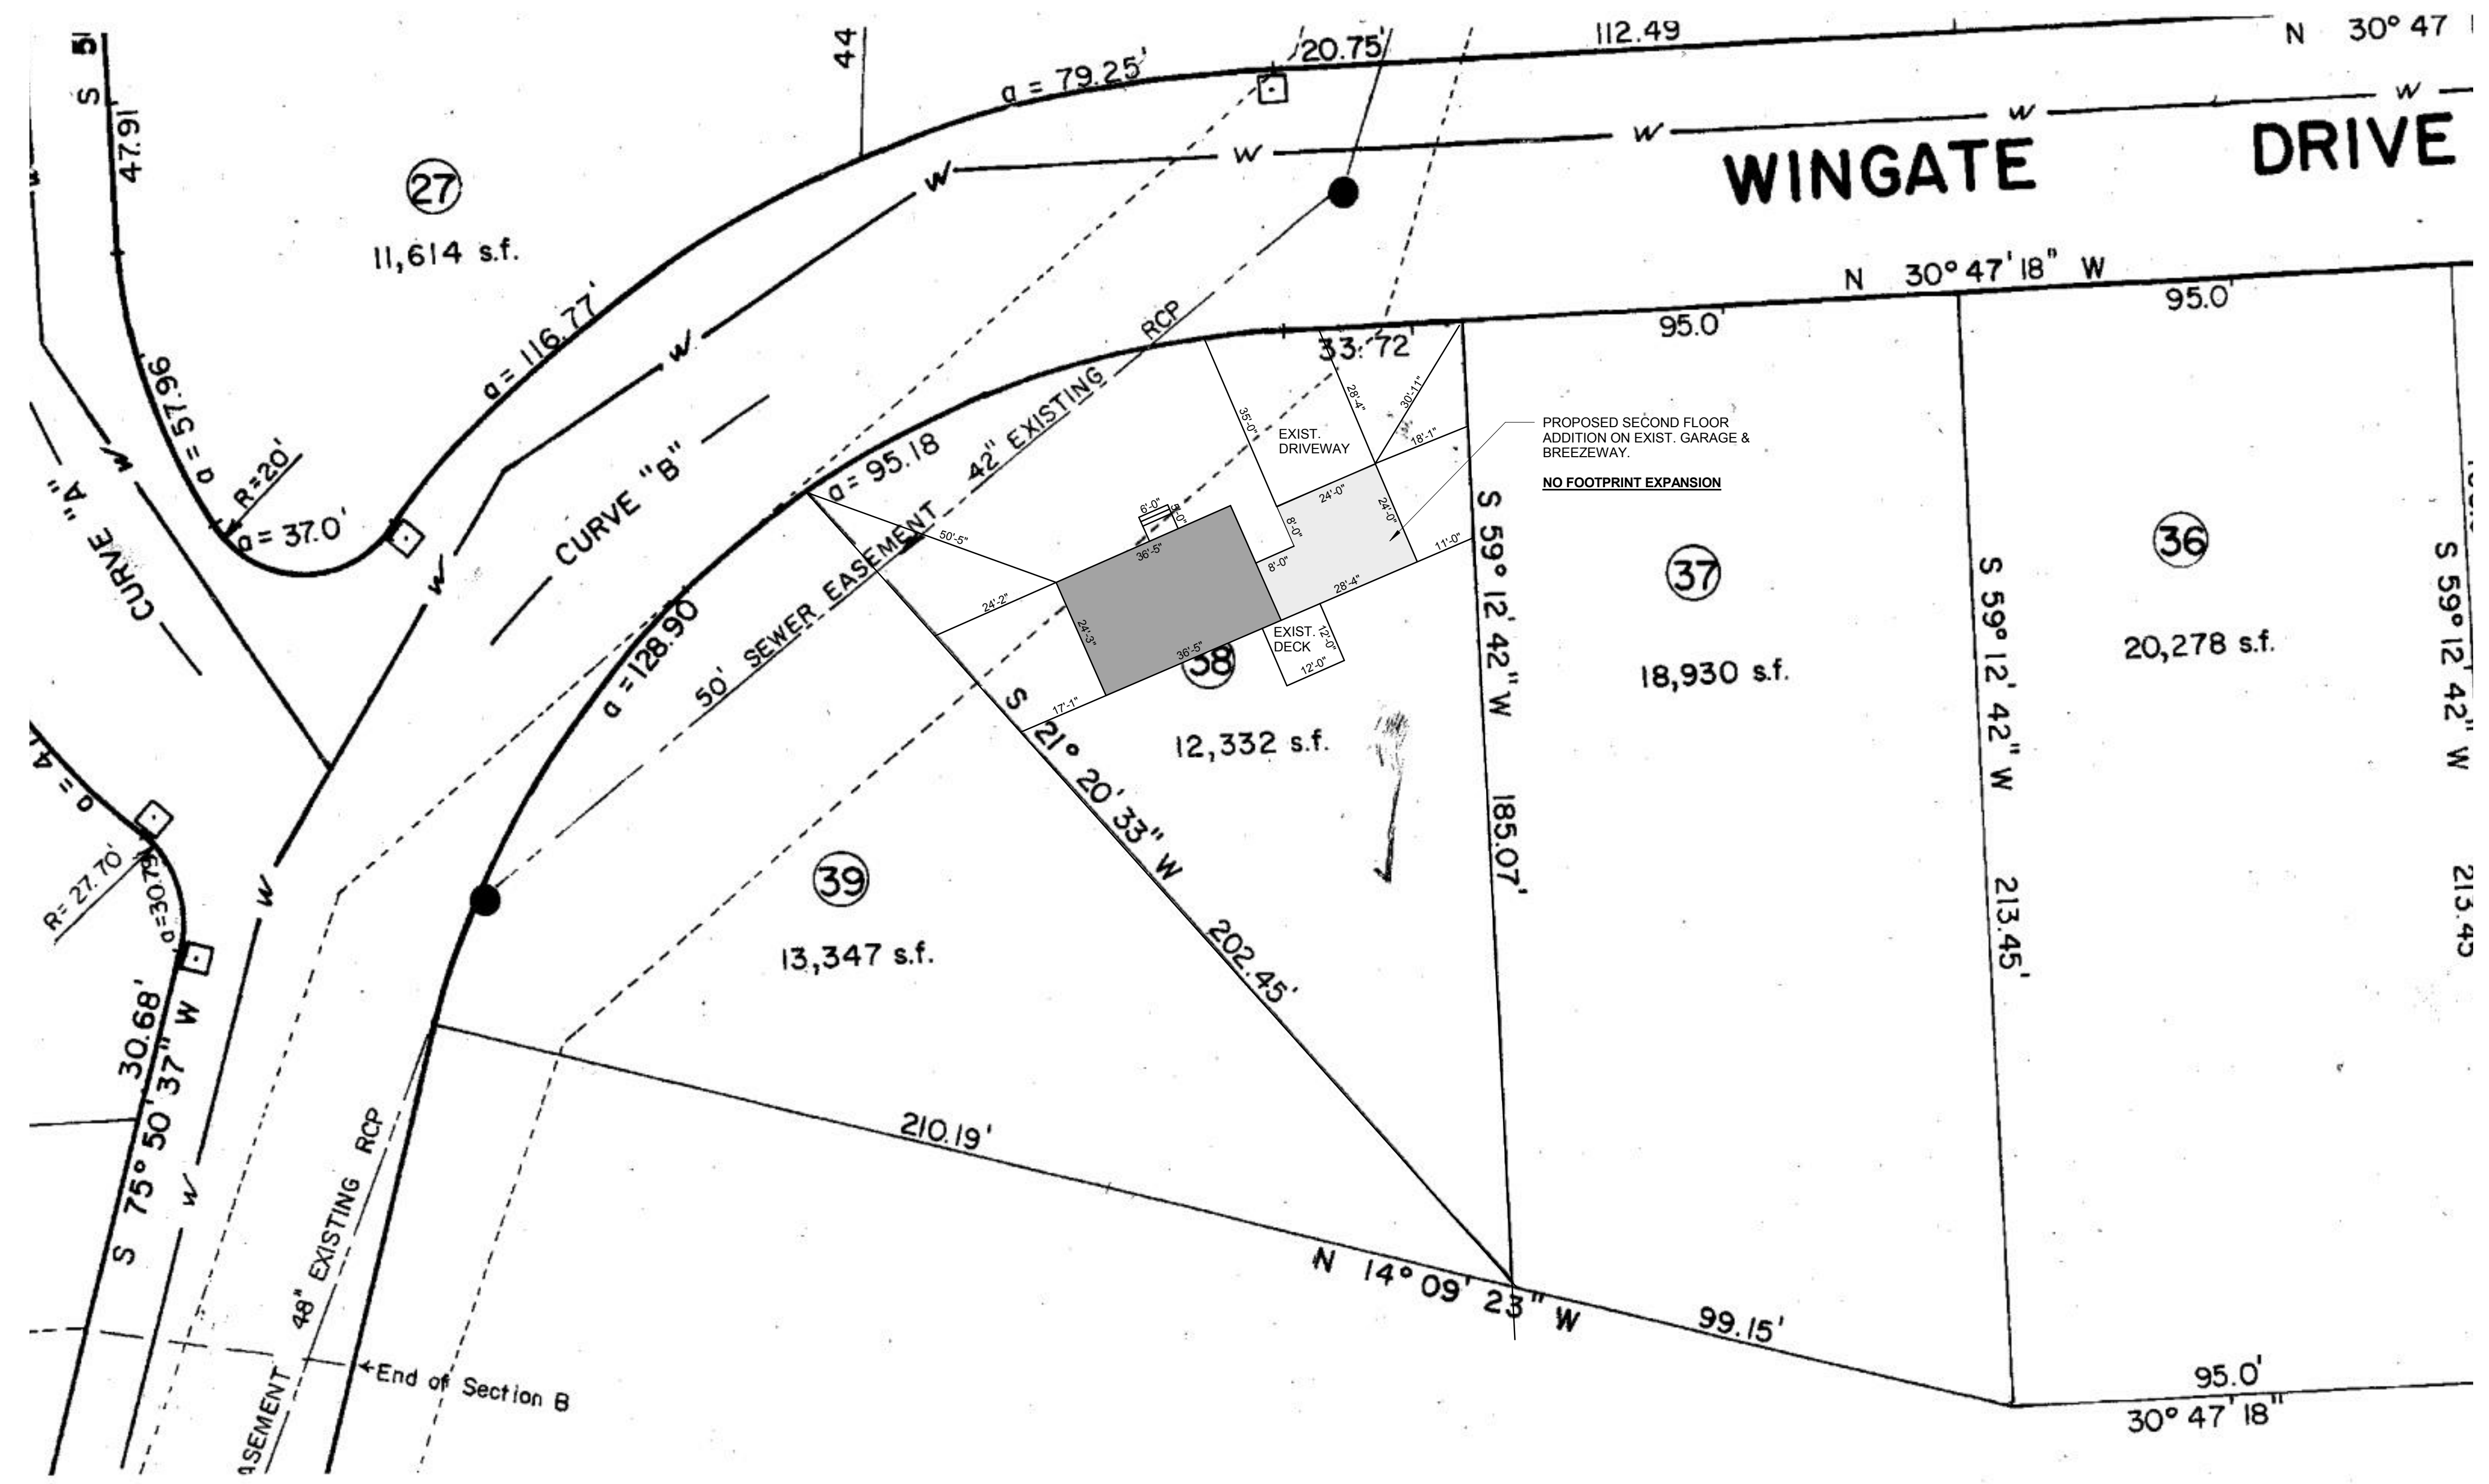 S 51
47.91
44
a = 79.25'
20.75'
112.49
N 30° 47
27
11,614 s.f.
W
W
W
W
W
WINGATE DRIVE
a = 116.77'
a = 57.96
R=20'
a = 37.0'
W
W
CURVE "A"
CURVE "B"
W
W
W
N 30° 47' 18" W
95.0'
95.0'
33.72'
a = 95.18
a = 128.90
50' SEWER EASEMENT 42" EXISTING RCP
35'-0"
28'-4"
30'-11"
18'-1"
EXIST.
DRIVEWAY
PROPOSED SECOND FLOOR
ADDITION ON EXIST. GARAGE &
BREEZEWAY.
NO FOOTPRINT EXPANSION
24'-0"
24'-0"
8'-0"
8'-0"
6'-0"
50'-5"
36'-5"
11'-0"
28'-4"
24'-2"
24'-3"
36'-5"
17'-1"
EXIST.
DECK
12'-0"
12'-0"
38
12,332 s.f.
S 59° 12' 42" W 185.07'
37
18,930 s.f.
S 59° 12' 42" W 213.45'
36
20,278 s.f.
S 59° 12' 42" W 213.45
S 21° 20' 33" W 202.45'
39
13,347 s.f.
R= 27.70'
a=30.79
30.68'
S 75° 50' 37" W
48" EXISTING RCP
210.19'
N 14° 09' 23" W
99.15'
95.0'
30° 47' 18"
End of Section B